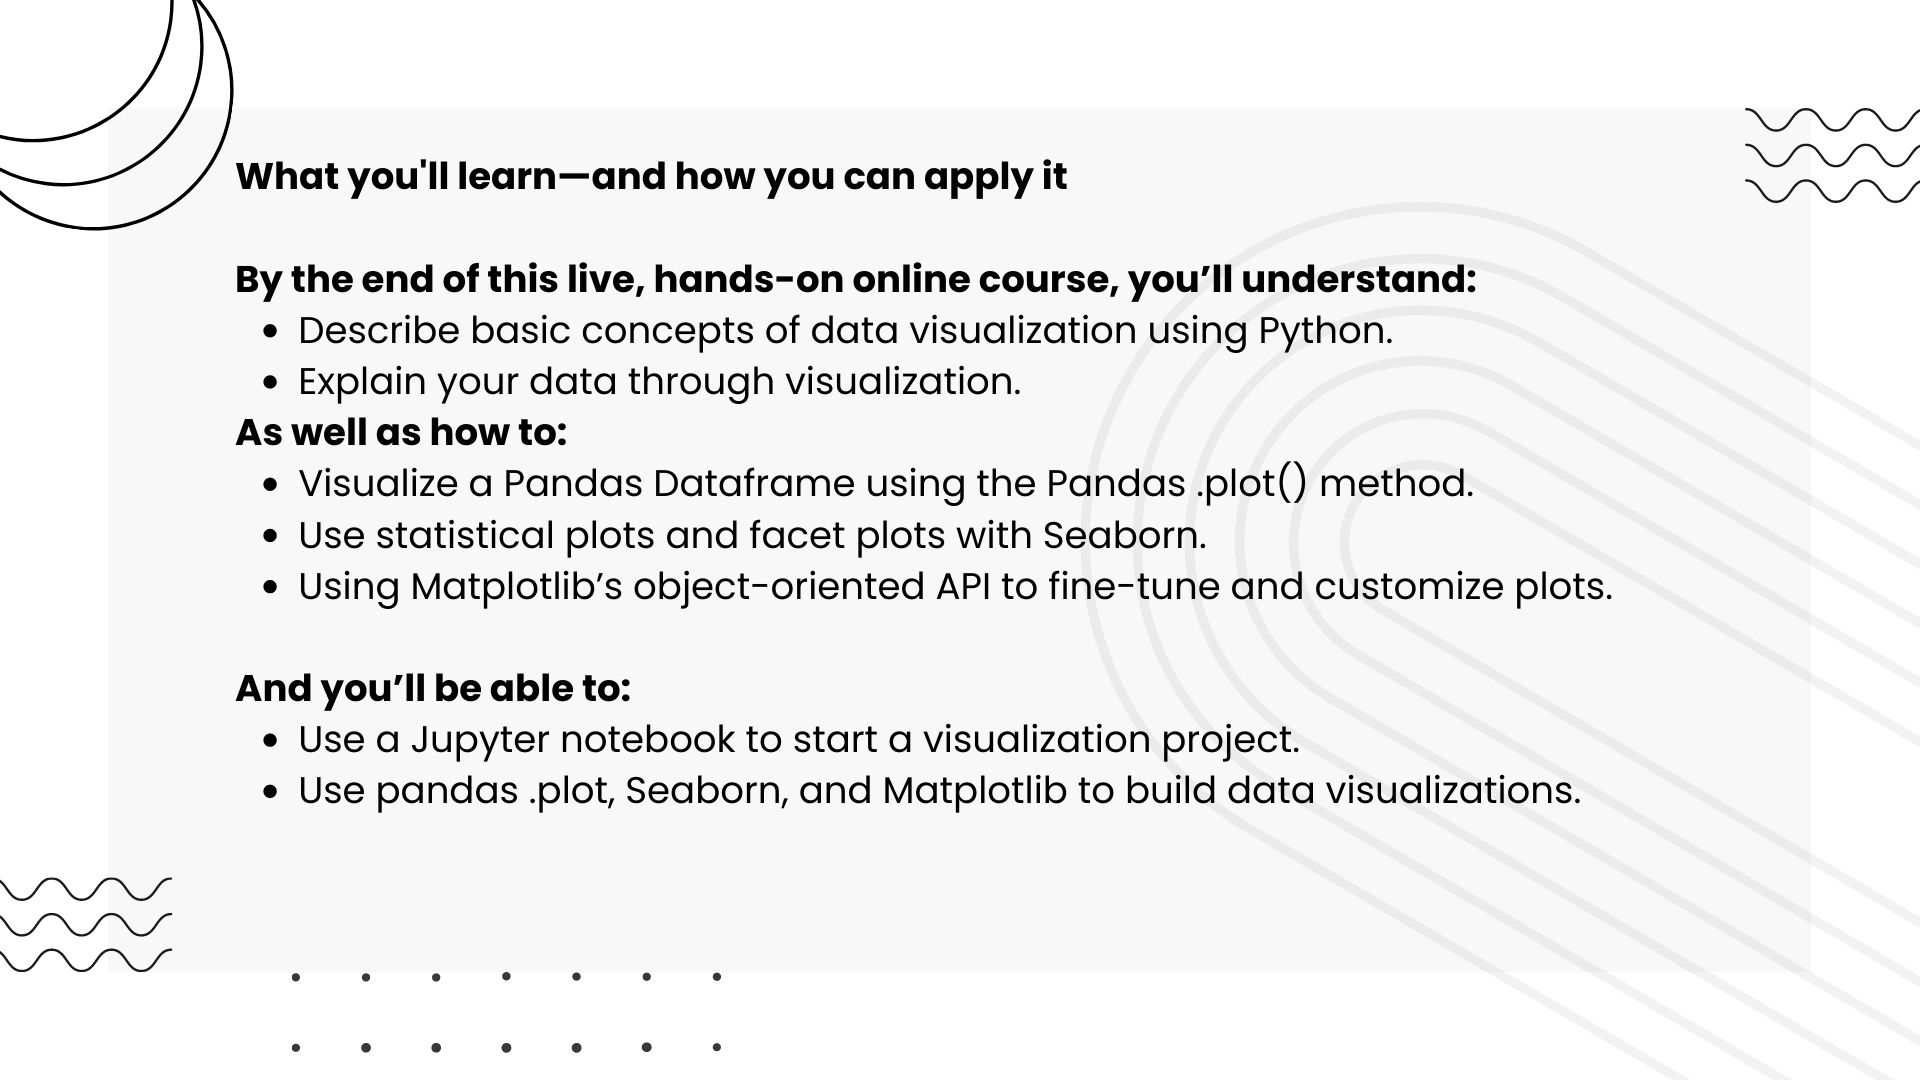 What you'll learn—and how you can apply it
By the end of this live, hands-on online course, you’ll understand:
• Describe basic concepts of data visualization using Python.
• Explain your data through visualization.
As well as how to:
• Visualize a Pandas Dataframe using the Pandas .plot() method.
• Use statistical plots and facet plots with Seaborn.
• Using Matplotlib’s object-oriented API to fine-tune and customize plots.
And you’ll be able to:
• Use a Jupyter notebook to start a visualization project.
• Use pandas .plot, Seaborn, and Matplotlib to build data visualizations.